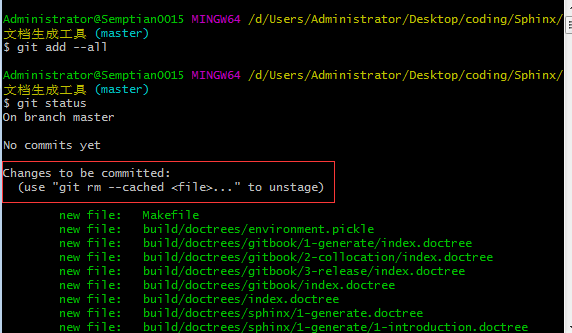 Administrator@Semptian0015 MINGW64 /d/Users/Administrator/Desktop/coding/Sphinx/
文档生成工具 (master)
$ git add --all
Administrator@Semptian0015 MINGW64 /d/Users/Administrator/Desktop/coding/Sphinx/
文档生成工具 (master)
$ git status
On branch master
No commits yet
Changes to be committed:
(use "git rm --cached <file>..." to unstage)
new file: Makefile
new file: build/doctrees/environment.pickle
new file: build/doctrees/gitbook/1-generate/index.doctree
new file: build/doctrees/gitbook/2-collocation/index.doctree
new file: build/doctrees/gitbook/3-release/index.doctree
new file: build/doctrees/gitbook/index.doctree
new file: build/doctrees/index.doctree
new file: build/doctrees/sphinx/1-generate.doctree
new file: build/doctrees/sphinx/1-generate/1-introduction.doctree